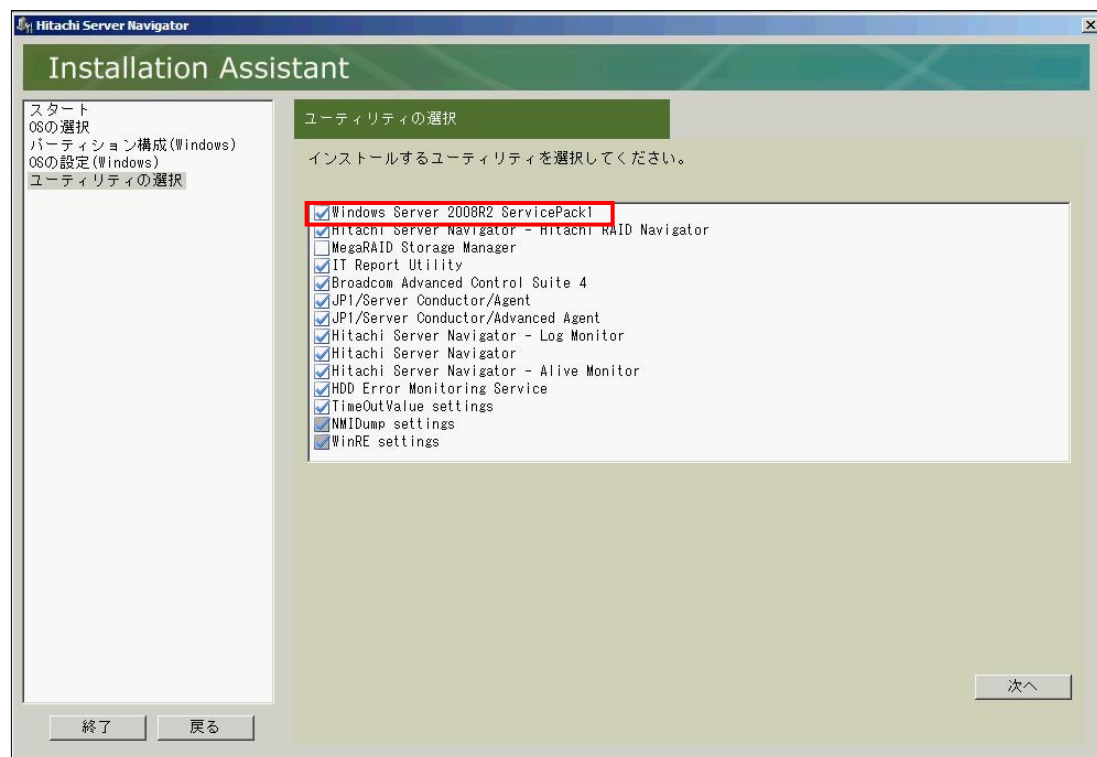 Hitachi Server Navigator
Installation Assistant
スタート
OSの選択
パーティション構成(Windows)
OSの設定(Windows)
ユーティリティの選択
ユーティリティの選択
インストールするユーティリティを選択してください。
Windows Server 2008R2 ServicePack1
Hitachi Server Navigator - Hitachi RAID Navigator
MegaRAID Storage Manager
IT Report Utility
Broadcom Advanced Control Suite 4
JP1/Server Conductor/Agent
JP1/Server Conductor/Advanced Agent
Hitachi Server Navigator - Log Monitor
Hitachi Server Navigator
Hitachi Server Navigator - Alive Monitor
HDD Error Monitoring Service
TimeOutValue settings
NMIDump settings
WinRE settings
次へ
終了
戻る